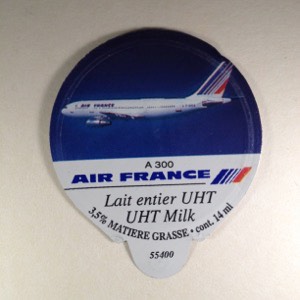 AIR FRANCE
A 300
AIR FRANCE
Lait entier UHT
UHT Milk
3,5% MATIERE GRASSE • cont. 14 ml
55400